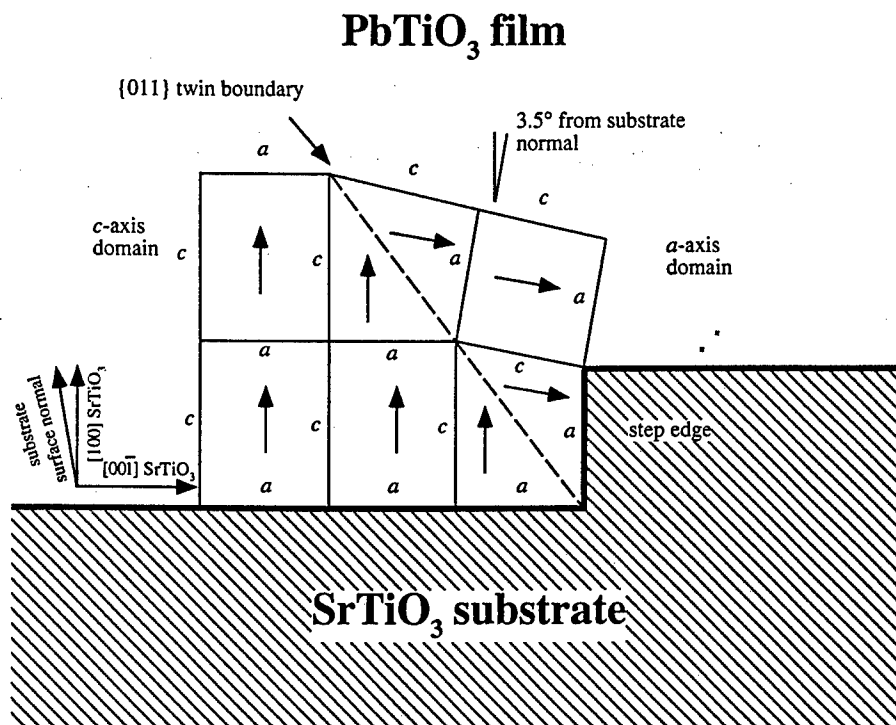 PbTiO₃ film
{011} twin boundary
3.5° from substrate
normal
a
c
c
c-axis
domain
c
c
a
a
a-axis
domain
a
a
c
c
c
c
a
substrate
surface normal
[100] SrTiO₃
[001̄] SrTiO₃
step edge
a
a
a
SrTiO₃ substrate